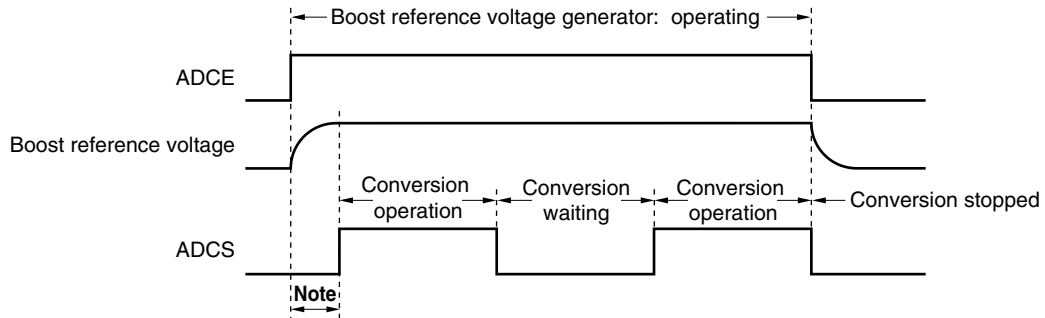 Boost reference voltage generator: operating
ADCE
Boost reference voltage
Conversion
operation
Conversion
waiting
Conversion
operation
Conversion stopped
ADCS
Note